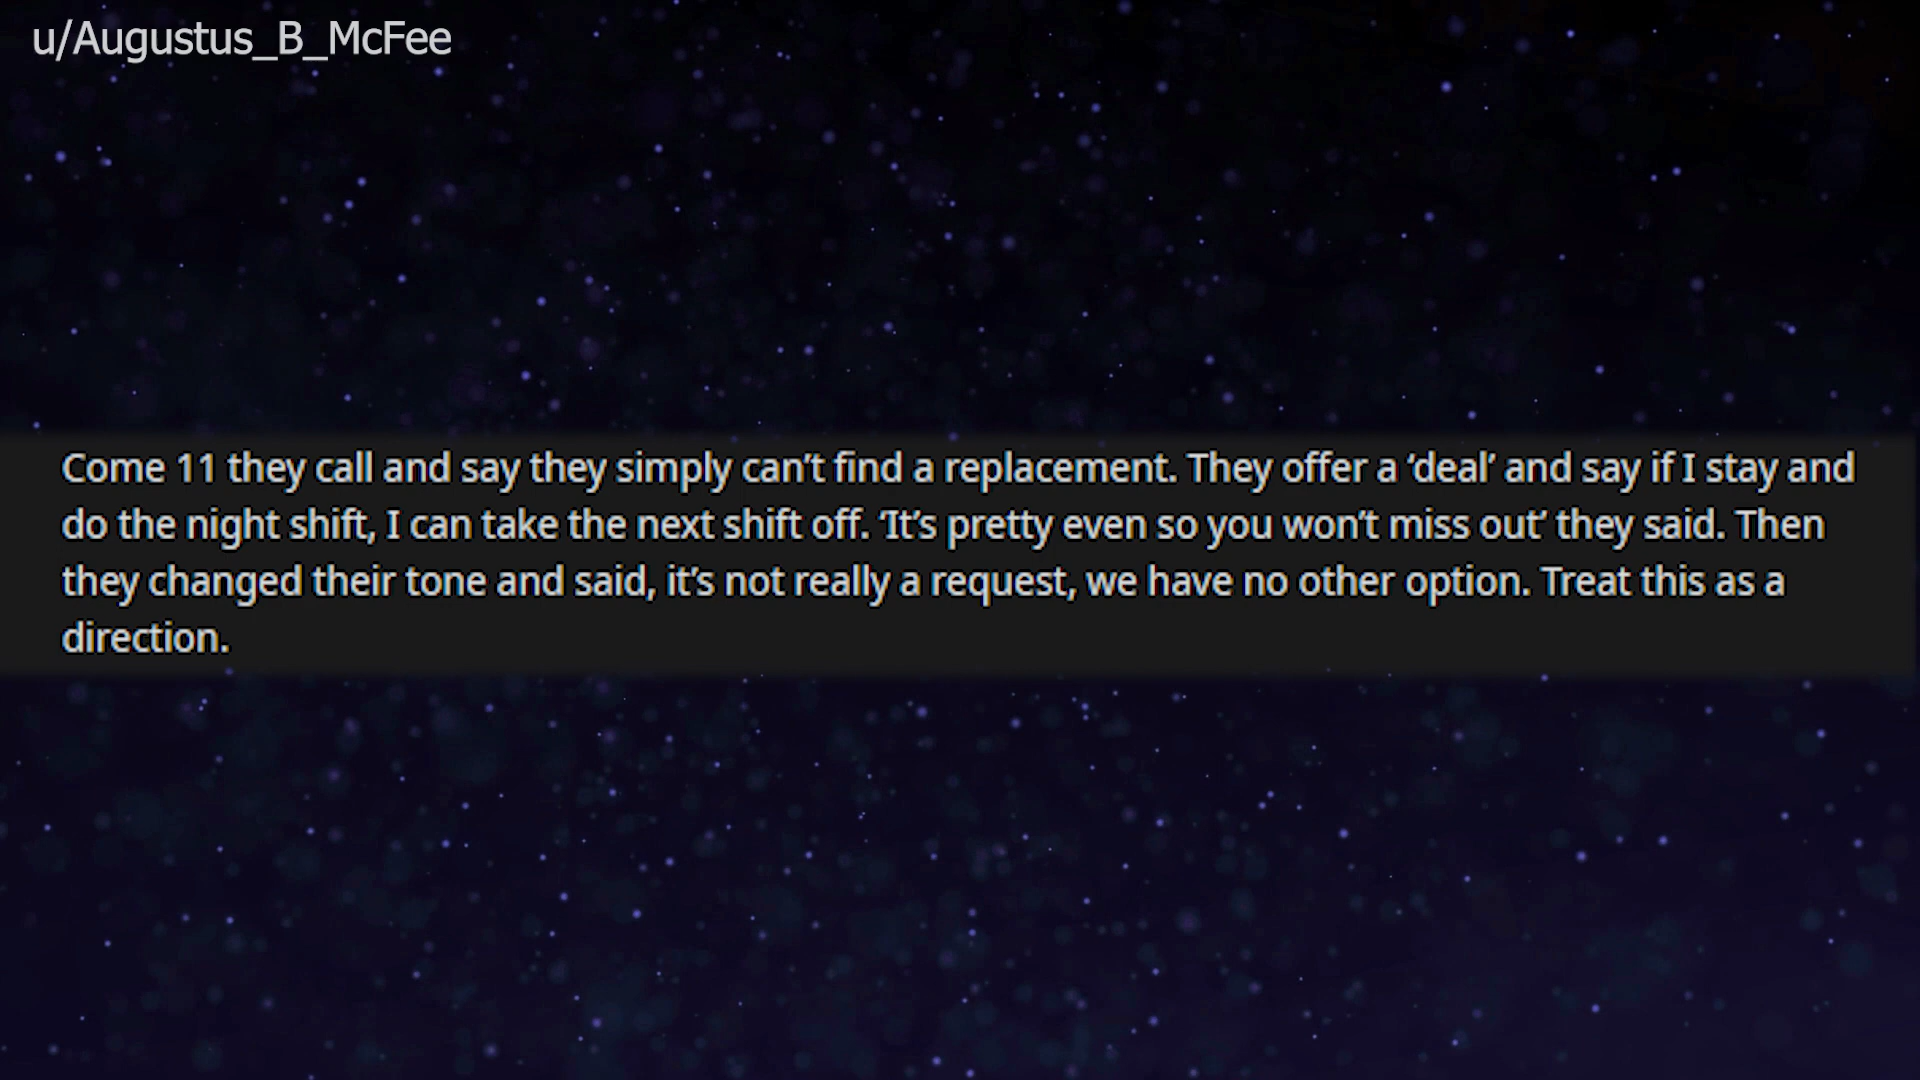 u/Augustus_B_McFee
Come 11 they call and say they simply can’t find a replacement. They offer a ‘deal’ and say if I stay and
do the night shift, I can take the next shift off. ‘It’s pretty even so you won’t miss out’ they said. Then
they changed their tone and said, it’s not really a request, we have no other option. Treat this as a
direction.